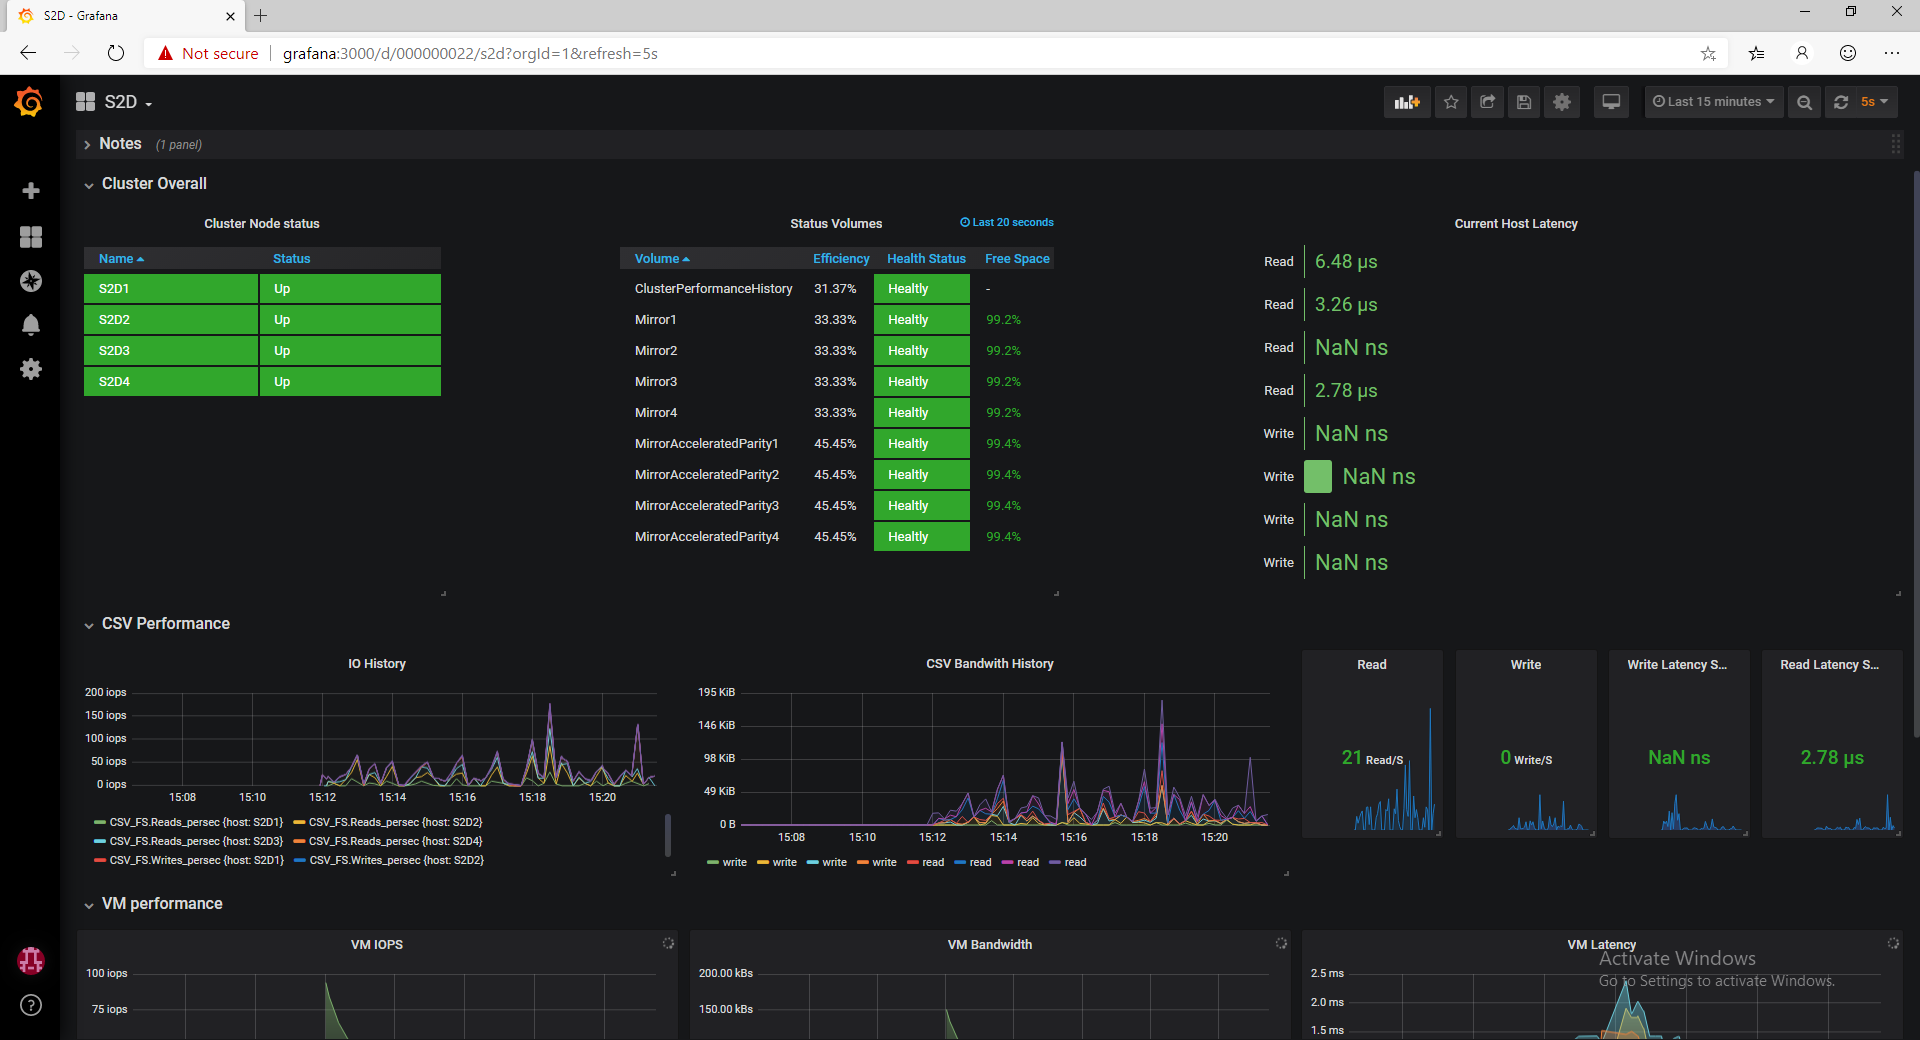 S2D - Grafana
Not secure grafana:3000/d/000000022/s2d?orgId=1&refresh=5s
S2D
Last 15 minutes
5s
Notes (1 panel)
Cluster Overall
Cluster Node status
Name Status
S2D1 Up
S2D2 Up
S2D3 Up
S2D4 Up
Status Volumes Last 20 seconds
Volume Efficiency Health Status Free Space
ClusterPerformanceHistory 31.37% Healtly -
Mirror1 33.33% Healtly 99.2%
Mirror2 33.33% Healtly 99.2%
Mirror3 33.33% Healtly 99.2%
Mirror4 33.33% Healtly 99.2%
MirrorAcceleratedParity1 45.45% Healtly 99.4%
MirrorAcceleratedParity2 45.45% Healtly 99.4%
MirrorAcceleratedParity3 45.45% Healtly 99.4%
MirrorAcceleratedParity4 45.45% Healtly 99.4%
Current Host Latency
Read 6.48 µs
Read 3.26 µs
Read NaN ns
Read 2.78 µs
Write NaN ns
Write NaN ns
Write NaN ns
Write NaN ns
CSV Performance
IO History
200 iops
150 iops
100 iops
50 iops
0 iops
15:08 15:10 15:12 15:14 15:16 15:18 15:20
CSV_FS.Reads_persec {host: S2D1} CSV_FS.Reads_persec {host: S2D2}
CSV_FS.Reads_persec {host: S2D3} CSV_FS.Reads_persec {host: S2D4}
CSV_FS.Writes_persec {host: S2D1} CSV_FS.Writes_persec {host: S2D2}
CSV Bandwith History
195 KiB
146 KiB
98 KiB
49 KiB
0 B
15:08 15:10 15:12 15:14 15:16 15:18 15:20
write write write write read read read read
Read
21 Read/S
Write
0 Write/S
Write Latency S...
NaN ns
Read Latency S...
2.78 µs
VM performance
VM IOPS
100 iops
75 iops
VM Bandwidth
200.00 kBs
150.00 kBs
VM Latency
2.5 ms
2.0 ms
1.5 ms
Activate Windows
Go to Settings to activate Windows.